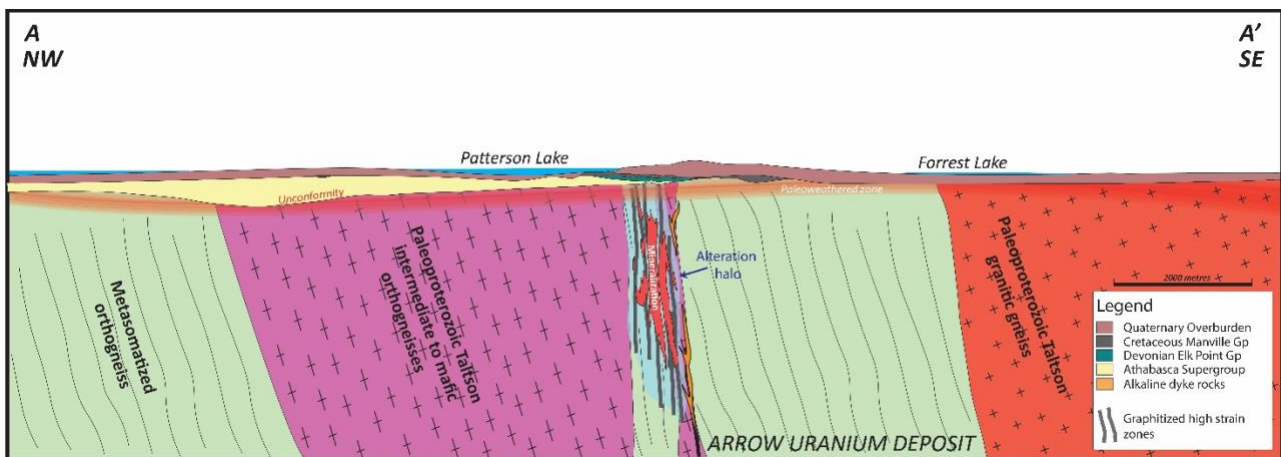 A
NW
A'
SE
Patterson Lake
Forrest Lake
Unconformity
Paleoweathered zone
Metasomatized
orthogneiss
Paleoproterozoic Taltson
intermediate to mafic
orthogneisses
Mineralization
Alteration
halo
Paleoproterozoic Taltson
granitic gneiss
2000 metres
Legend
Quaternary Overburden
Cretaceous Manville Gp
Devonian Elk Point Gp
Athabasca Supergroup
Alkaline dyke rocks
Graphitized high strain
zones
ARROW URANIUM DEPOSIT